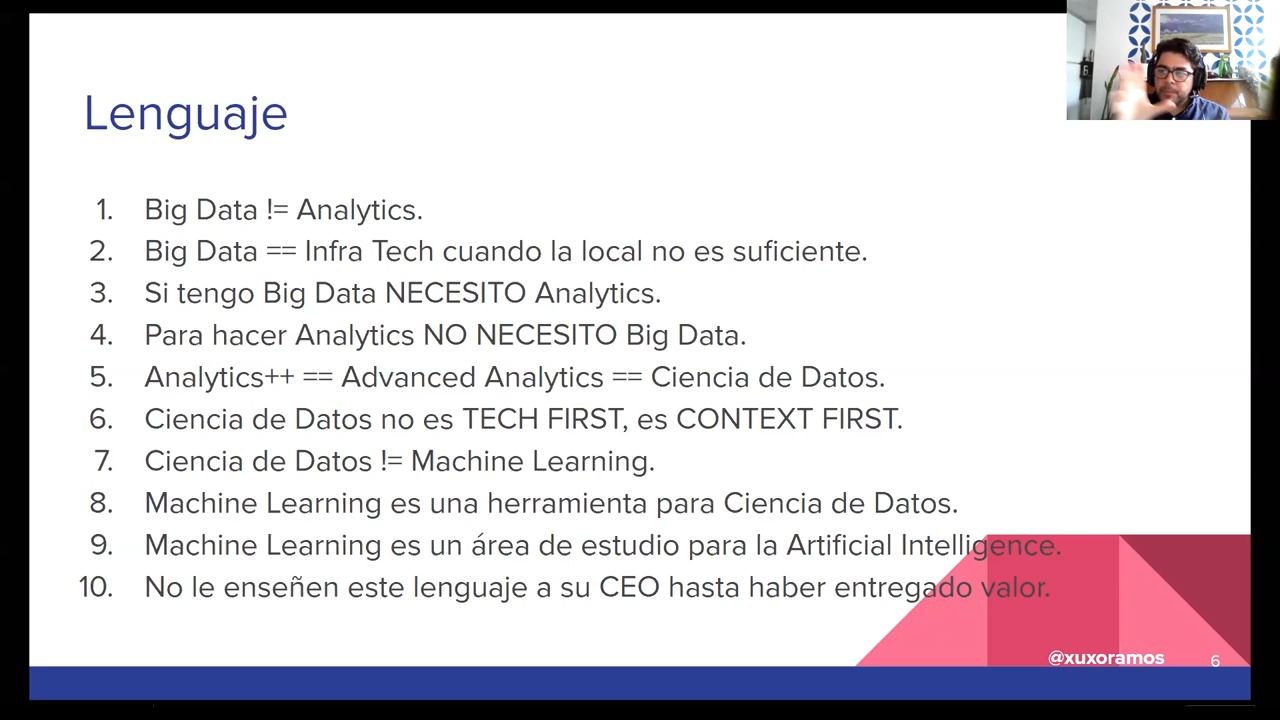 Lenguaje
1. Big Data != Analytics.
2. Big Data == Infra Tech cuando la local no es suficiente.
3. Si tengo Big Data NECESITO Analytics.
4. Para hacer Analytics NO NECESITO Big Data.
5. Analytics++ == Advanced Analytics == Ciencia de Datos.
6. Ciencia de Datos no es TECH FIRST, es CONTEXT FIRST.
7. Ciencia de Datos != Machine Learning.
8. Machine Learning es una herramienta para Ciencia de Datos.
9. Machine Learning es un área de estudio para la Artificial Intelligence.
10. No le enseñen este lenguaje a su CEO hasta haber entregado valor.
@xuxoramos 6